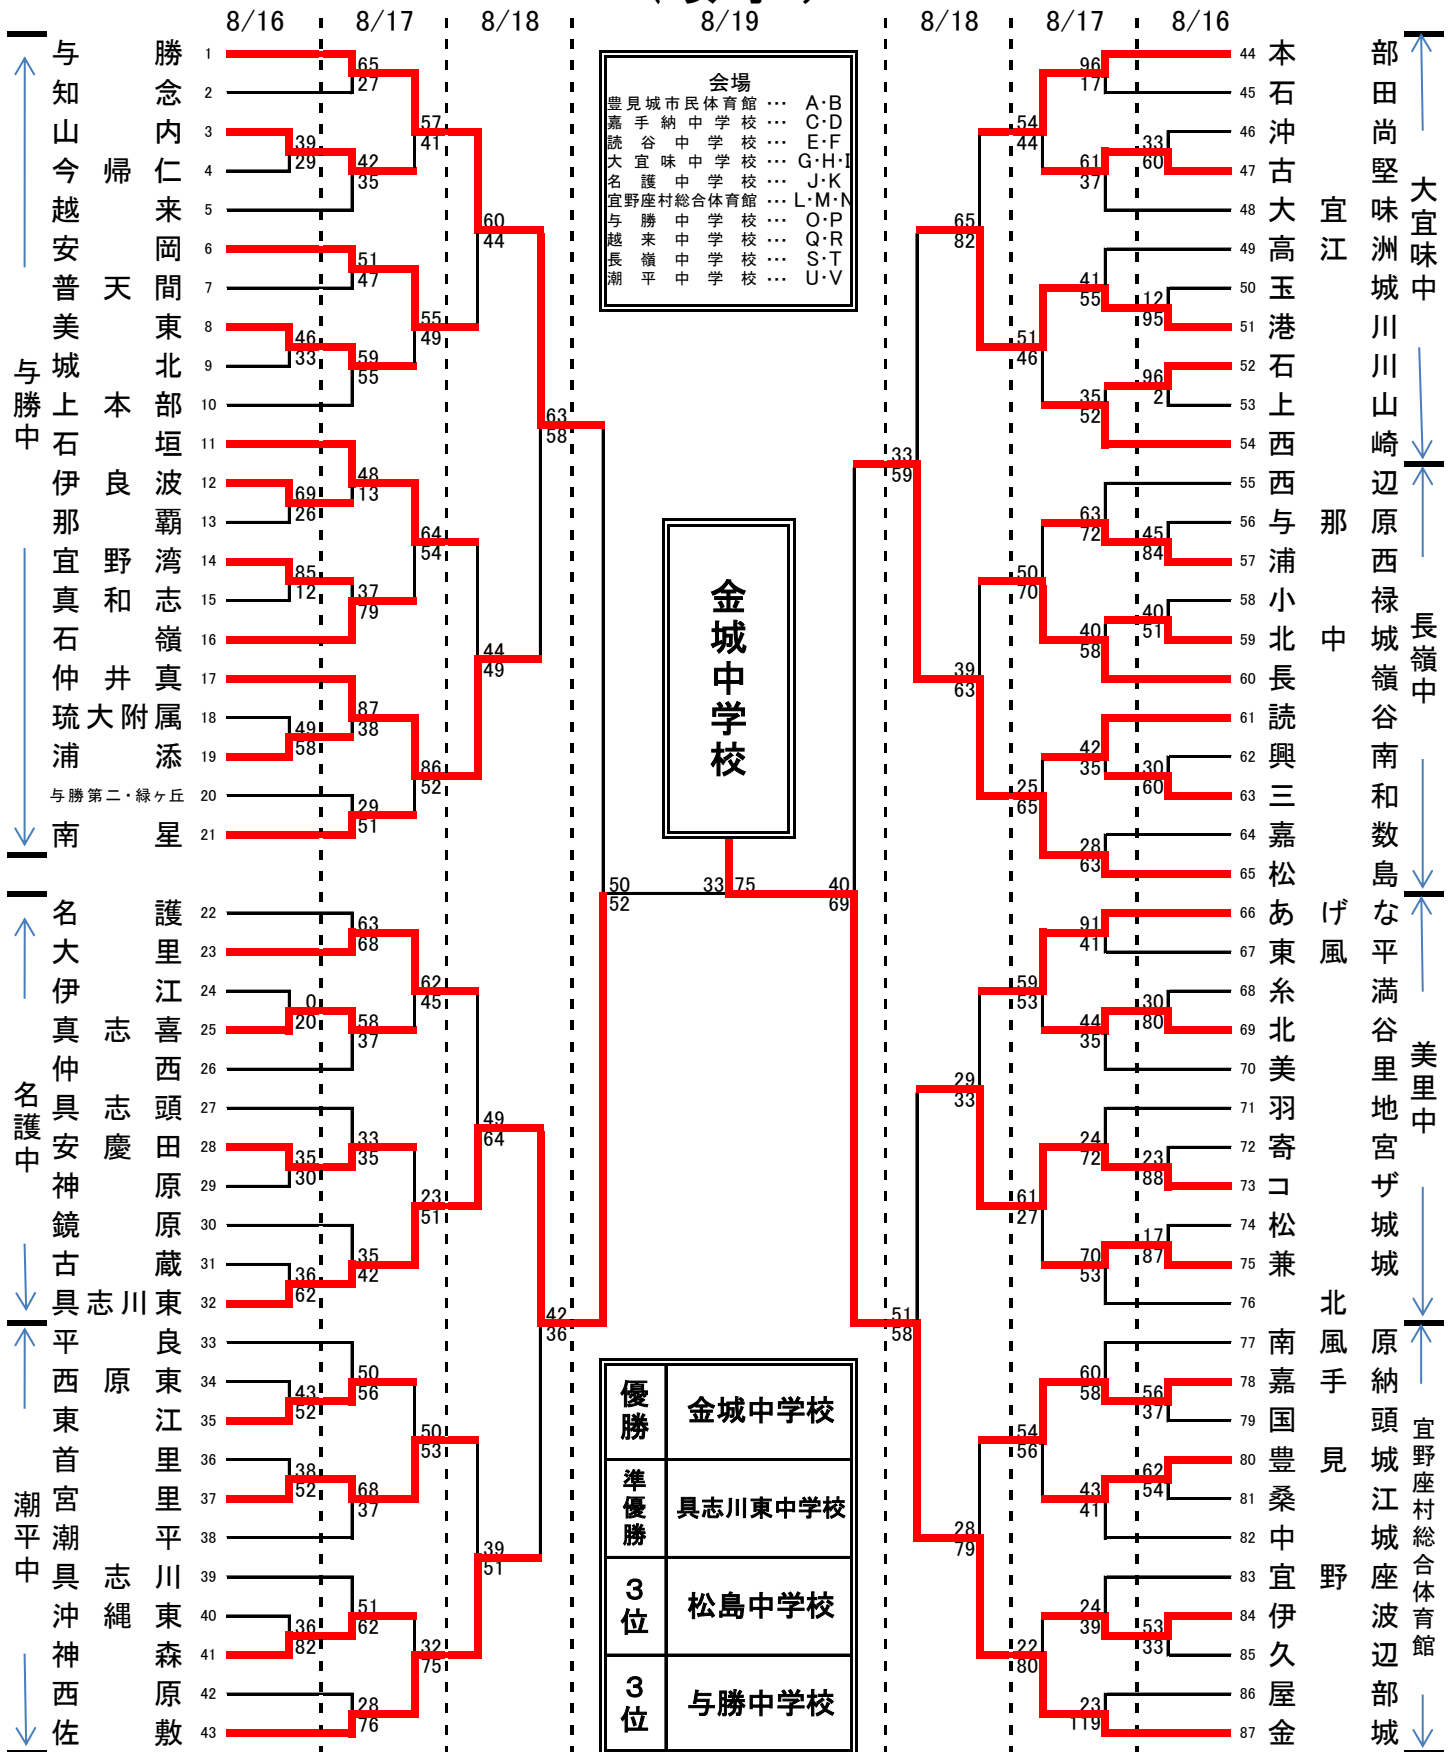 8/16 8/17 8/18 8/19 8/18 8/17 8/16
会場
豊見城市民体育館 … A・B
嘉手納中学校 … C・D
読谷中学校 … E・F
大宜味中学校 … G・H・I
名護中学校 … J・K
宜野座村総合体育館 … L・M・N
与勝中学校 … O・P
越来中学校 … Q・R
長嶺中学校 … S・T
潮平中学校 … U・V
与勝中
与勝 1
知念 2
山内 3
今帰仁 4
越来 5
安岡 6
普天間 7
美東 8
城北 9
上本部 10
石垣 11
伊良波 12
那覇 13
宜野湾 14
真和志 15
石嶺 16
仲井真 17
琉大附属 18
浦添 19
与勝第二・緑ヶ丘 20
南星 21
名護中
名護 22
大里 23
伊江 24
真志喜 25
仲西 26
具志頭 27
安慶田 28
神原 29
鏡原 30
古蔵 31
具志川東 32
潮平中
平良 33
西原東 34
東江 35
首里 36
宮里 37
潮平 38
具志川 39
沖縄東 40
神森 41
西原 42
佐敷 43
39 29
46 33
69 26
85 12
49 58
0 20
35 30
36 62
43 52
38 52
36 82
65 27
42 35
51 47
59 55
48 13
37 79
87 38
29 51
63 68
58 37
33 35
35 42
50 56
68 37
51 62
28 76
57 41
55 49
64 54
86 52
62 45
23 51
50 53
32 75
60 44
44 49
49 64
39 51
63 58
42 36
50 52
金城中学校
33 75
40 69
33 59
51 58
65 82
39 63
29 33
28 79
54 44
51 46
50 70
25 65
59 53
61 27
54 56
22 80
96 17
61 37
41 55
35 52
63 72
40 58
42 35
28 63
91 41
44 35
24 72
70 53
60 58
43 41
24 39
23 119
33 60
12 95
96 2
45 84
40 51
30 60
30 80
23 88
17 87
56 37
62 54
53 33
44 本部
45 石田
46 沖尚
47 古堅
48 大宜味
49 高江洲
50 玉城
51 港川
52 石川
53 上山
54 西崎
大宜味中
55 西辺
56 与那原
57 浦西
58 小禄
59 北中城
60 長嶺
61 読谷
62 興南
63 三和
64 嘉数
65 松島
長嶺中
66 あげな
67 東風平
68 糸満
69 北谷
70 美里
71 羽地
72 寄宮
73 コザ
74 松城
75 兼城
76 北
美里中
77 南風原
78 嘉手納
79 国頭
80 豊見城
81 桑江
82 中城
83 宜野座
84 伊波
85 久辺
86 屋部
87 金城
宜野座村総合体育館
優勝 金城中学校
準優勝 具志川東中学校
3位 松島中学校
3位 与勝中学校